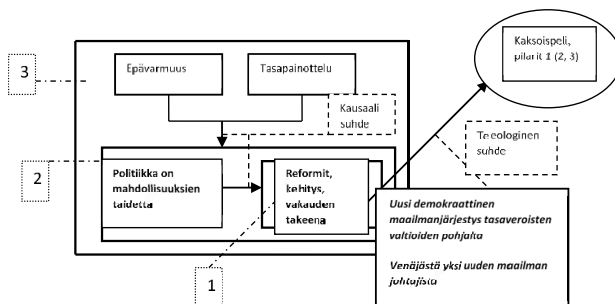 3
Epävarmuus
Tasapainottelu
Kaksoispeli,
pilarit 1 (2, 3)
Kausaali
suhde
Teleologinen
suhde
2
Politiikka on
mahdollisuuksien
taidetta
Reformit,
kehitys,
vakauden
takeena
Uusi demokraattinen
maailmanjärjestys tasaveroisten
valtioiden pohjalta
Venäjästä yksi uuden maailman
johtajista
1